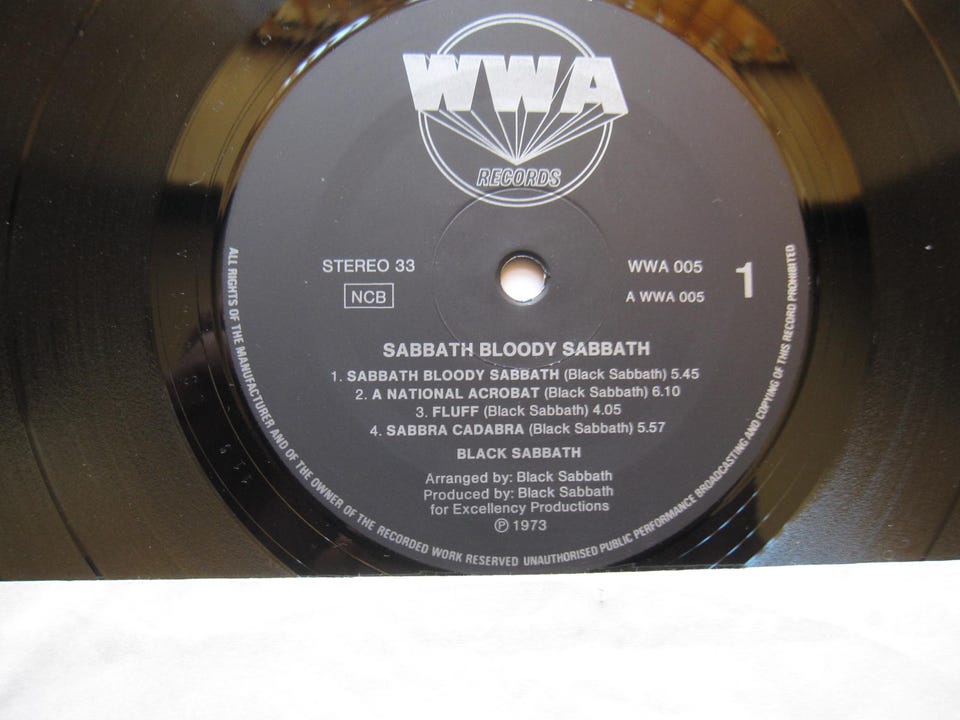 WWA
RECORDS
STEREO 33
NCB
WWA 005
A WWA 005
1
SABBATH BLOODY SABBATH
1. SABBATH BLOODY SABBATH (Black Sabbath) 5.45
2. A NATIONAL ACROBAT (Black Sabbath) 6.10
3. FLUFF (Black Sabbath) 4.05
4. SABBRA CADABRA (Black Sabbath) 5.57
BLACK SABBATH
Arranged by: Black Sabbath
Produced by: Black Sabbath
for Excellency Productions
℗ 1973
ALL RIGHTS OF THE MANUFACTURER AND OF THE OWNER OF THE RECORDED WORK RESERVED UNAUTHORISED PUBLIC PERFORMANCE BROADCASTING AND COPYING OF THIS RECORD PROHIBITED